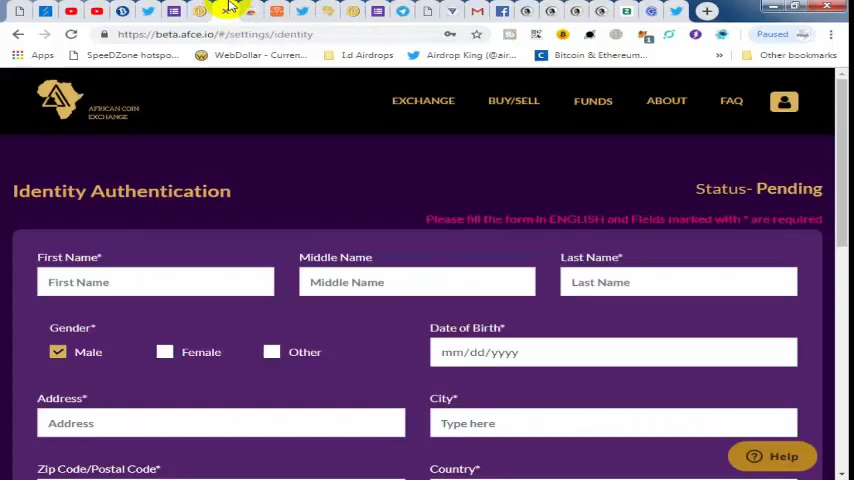 https://beta.afce.io/#/settings/identity
Paused
Apps
SpeeDZone hotspo...
WebDollar - Curren...
I.d Airdrops
Airdrop King (@air...
Bitcoin & Ethereum...
»
Other bookmarks
AFRICAN COIN
EXCHANGE
EXCHANGE
BUY/SELL
FUNDS
ABOUT
FAQ
Identity Authentication
Status- Pending
Please fill the form in ENGLISH and Fields marked with * are required
First Name*
Middle Name
Last Name*
First Name
Middle Name
Last Name
Gender*
Date of Birth*
Male
Female
Other
mm/dd/yyyy
Address*
City*
Address
Type here
Zip Code/Postal Code*
Country*
Help